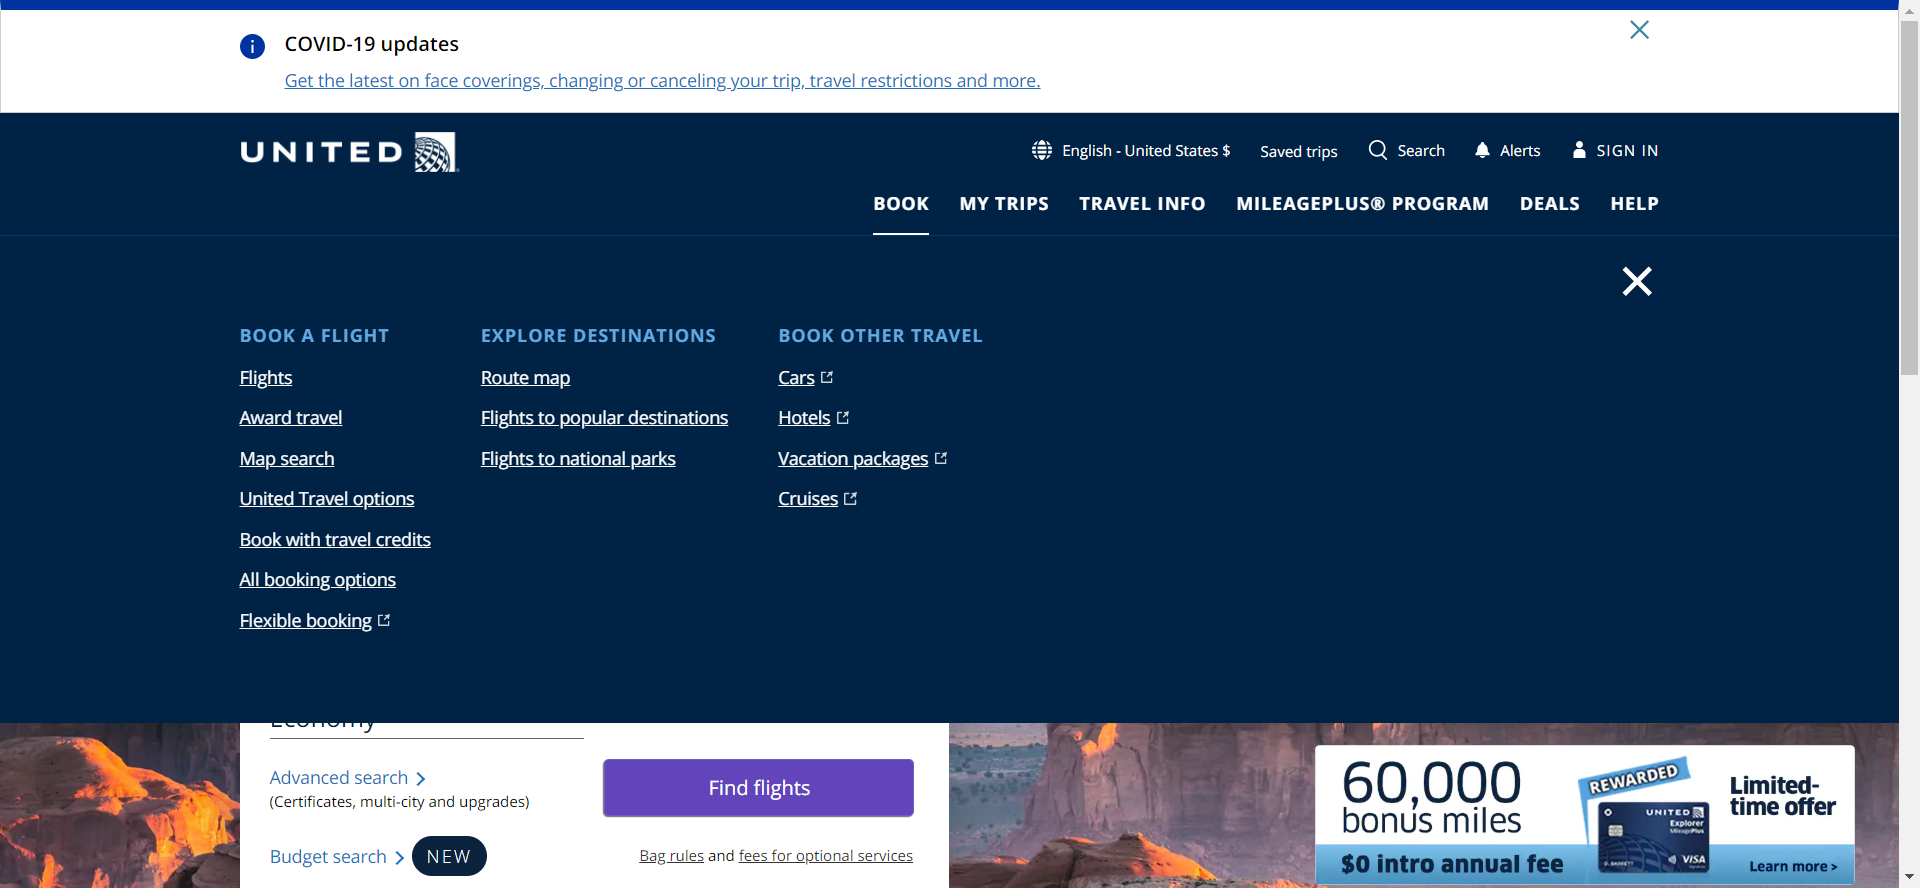 COVID-19 updates
Get the latest on face coverings, changing or canceling your trip, travel restrictions and more.
UNITED
English - United States $
Saved trips
Search
Alerts
SIGN IN
BOOK
MY TRIPS
TRAVEL INFO
MILEAGEPLUS® PROGRAM
DEALS
HELP
BOOK A FLIGHT
Flights
Award travel
Map search
United Travel options
Book with travel credits
All booking options
Flexible booking
EXPLORE DESTINATIONS
Route map
Flights to popular destinations
Flights to national parks
BOOK OTHER TRAVEL
Cars
Hotels
Vacation packages
Cruises
Economy
Advanced search
(Certificates, multi-city and upgrades)
Find flights
Budget search
NEW
Bag rules and fees for optional services
60,000
bonus miles
$0 intro annual fee
REWARDED
UNITED
Explorer
MileagePlus
VISA
Limited-
time offer
Learn more >